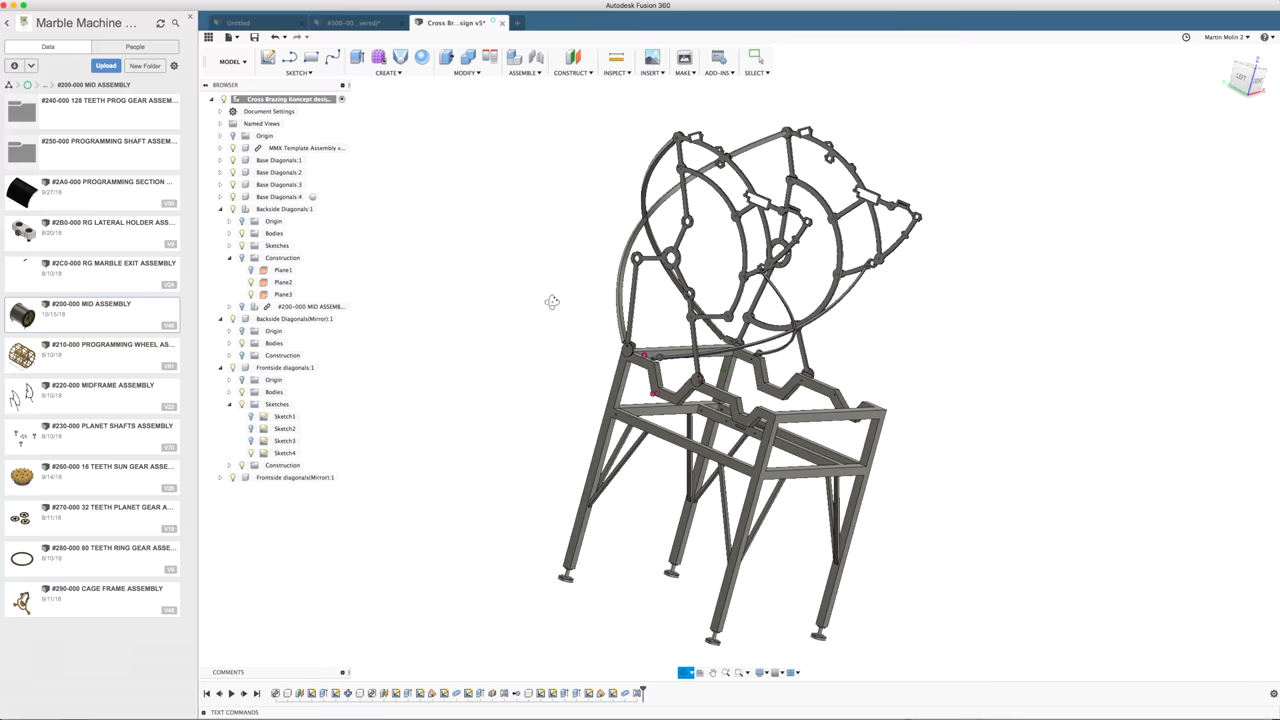 Autodesk Fusion 360
Marble Machine ...
Untitled
#300-00...vered)*
Cross Br...sign v5*
Martin Molin 2
Data
People
MODEL
SKETCH
CREATE
MODIFY
ASSEMBLE
CONSTRUCT
INSPECT
INSERT
MAKE
ADD-INS
SELECT
Upload
New Folder
... #200-000 MID ASSEMBLY
BROWSER
#240-000 128 TEETH PROG GEAR ASSEM...
#250-000 PROGRAMMING SHAFT ASSEM...
#2A0-000 PROGRAMMING SECTION ...
9/27/18
#2B0-000 RG LATERAL HOLDER ASS...
8/20/18
V9
#2C0-000 RG MARBLE EXIT ASSEMBLY
8/10/18
V24
#200-000 MID ASSEMBLY
10/15/18
#210-000 PROGRAMMING WHEEL AS...
8/10/18
#220-000 MIDFRAME ASSEMBLY
8/10/18
#230-000 PLANET SHAFTS ASSEMBLY
8/10/18
V70
#260-000 16 TEETH SUN GEAR ASSE...
9/14/18
#270-000 32 TEETH PLANET GEAR A...
8/11/18
#280-000 80 TEETH RING GEAR ASSE...
8/10/18
#290-000 CAGE FRAME ASSEMBLY
9/11/18
Cross Brazing Koncept desi...
Document Settings
Named Views
Origin
MMX Template Assembly v...
Base Diagonals:1
Base Diagonals:2
Base Diagonals:3
Base Diagonals:4
Backside Diagonals:1
Origin
Bodies
Sketches
Construction
Plane1
Plane2
Plane3
#200-000 MID ASSEMB...
Backside Diagonals(Mirror):1
Origin
Bodies
Construction
Frontside diagonals:1
Origin
Bodies
Sketches
Sketch1
Sketch2
Sketch3
Sketch4
Construction
Frontside diagonals(Mirror):1
Z
LEFT
COMMENTS
TEXT COMMANDS